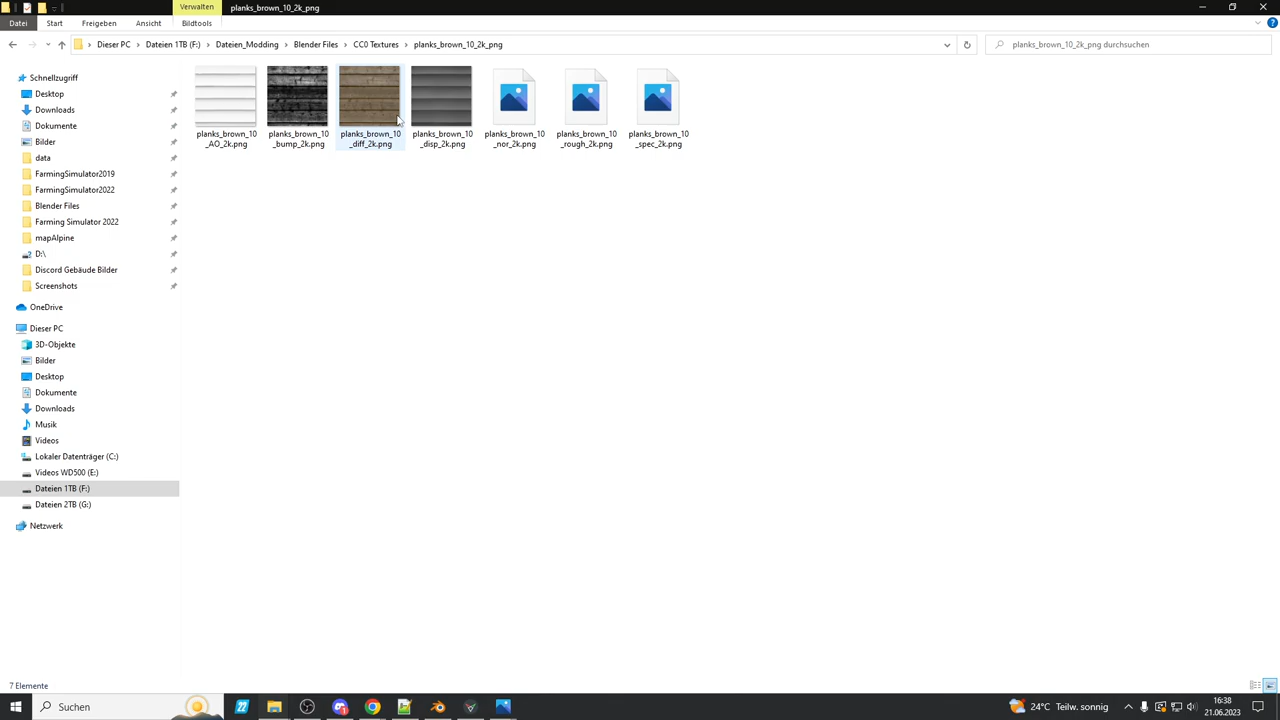 Verwalten
planks_brown_10_2k_png
Datei
Start
Freigeben
Ansicht
Bildtools
Dieser PC
Dateien 1TB (F:)
Dateien_Modding
Blender Files
CC0 Textures
planks_brown_10_2k_png
planks_brown_10_2k_png durchsuchen
Schnellzugriff
Desktop
Downloads
Dokumente
Bilder
data
FarmingSimulator2019
FarmingSimulator2022
Blender Files
Farming Simulator 2022
mapAlpine
D:\
Discord Gebäude Bilder
Screenshots
OneDrive
Dieser PC
3D-Objekte
Bilder
Desktop
Dokumente
Downloads
Musik
Videos
Lokaler Datenträger (C:)
Videos WD500 (E:)
Dateien 1TB (F:)
Dateien 2TB (G:)
Netzwerk
planks_brown_10
_AO_2k.png
planks_brown_10
_bump_2k.png
planks_brown_10
_diff_2k.png
planks_brown_10
_disp_2k.png
planks_brown_10
_nor_2k.png
planks_brown_10
_rough_2k.png
planks_brown_10
_spec_2k.png
7 Elemente
Suchen
24°C Teilw. sonnig
16:38
21.06.2023